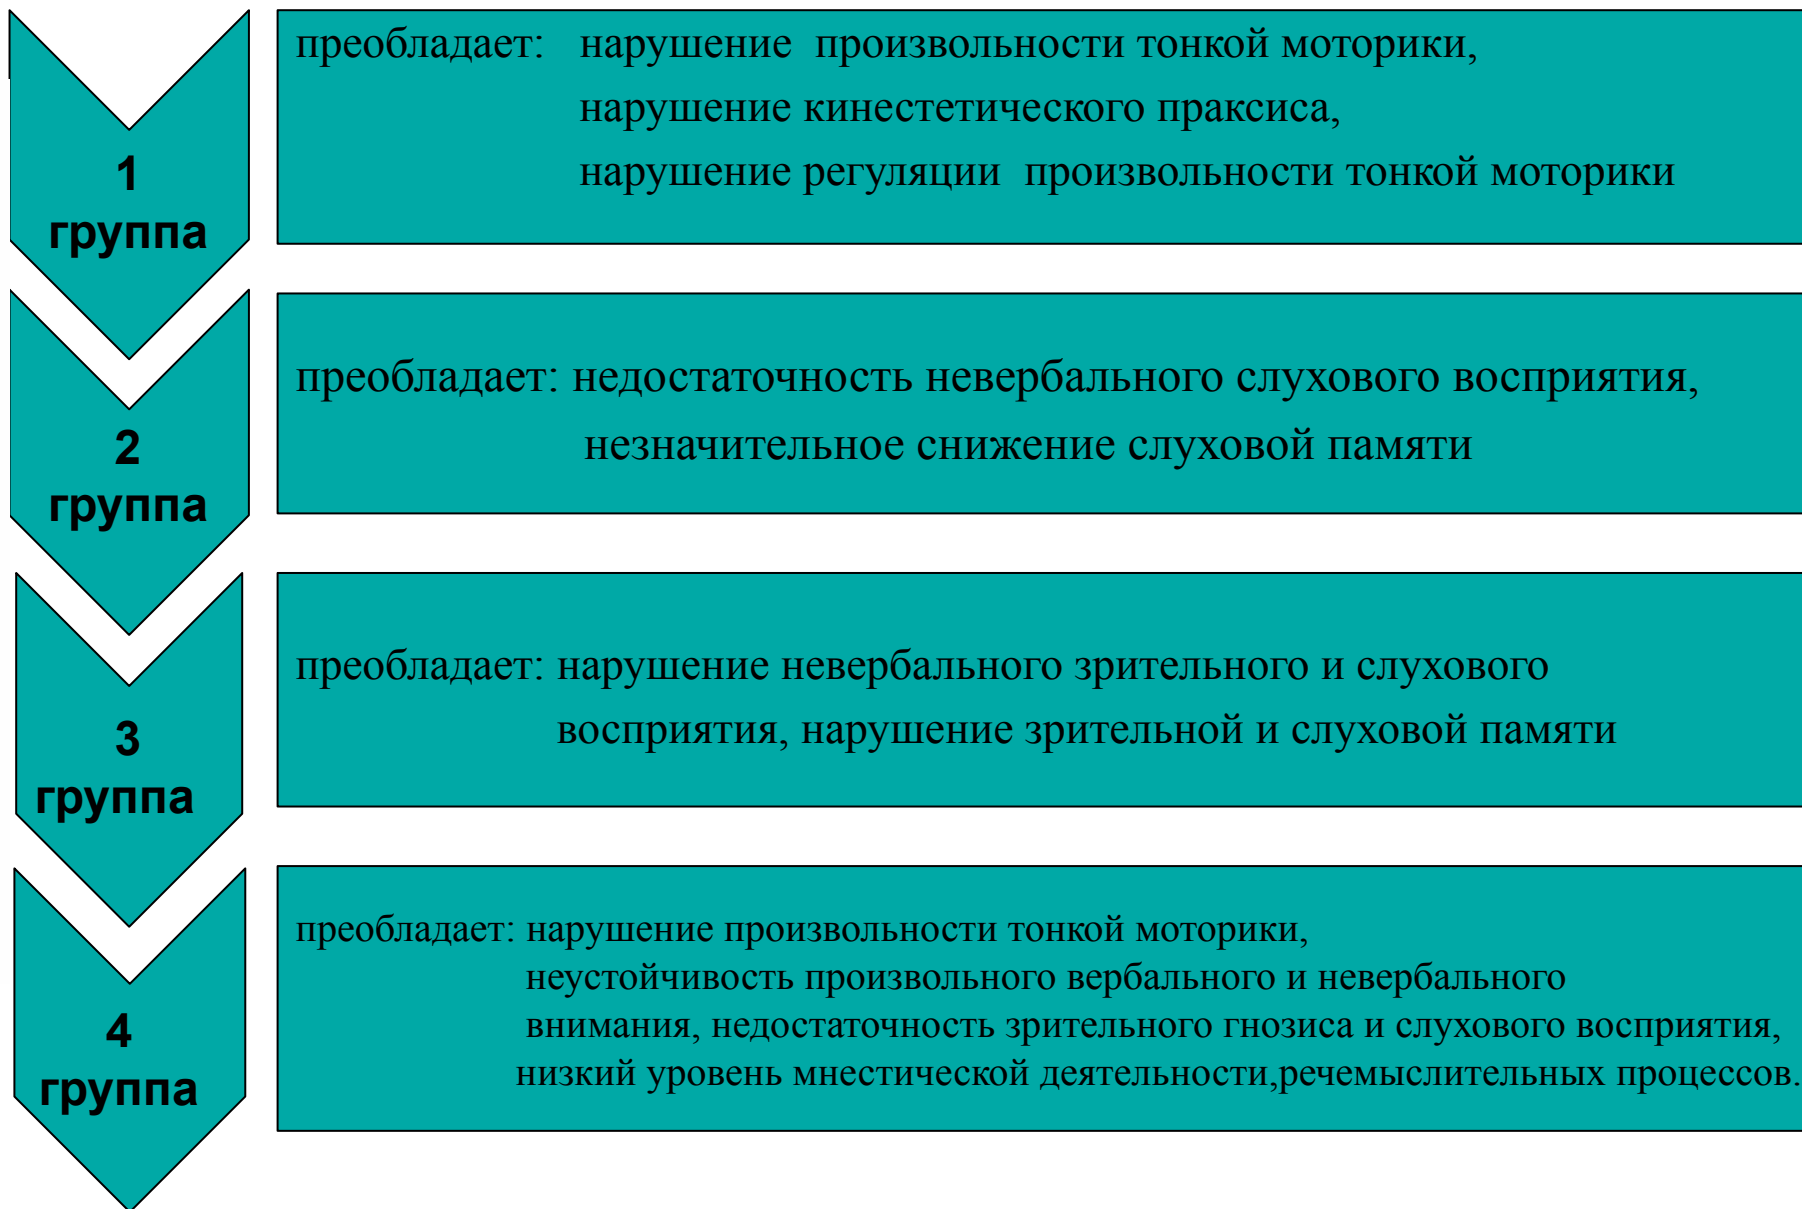 1
группа
преобладает: нарушение произвольности тонкой моторики,
нарушение кинестетического праксиса,
нарушение регуляции произвольности тонкой моторики
2
группа
преобладает: недостаточность невербального слухового восприятия,
незначительное снижение слуховой памяти
3
группа
преобладает: нарушение невербального зрительного и слухового
восприятия, нарушение зрительной и слуховой памяти
4
группа
преобладает: нарушение произвольности тонкой моторики,
неустойчивость произвольного вербального и невербального
внимания, недостаточность зрительного гнозиса и слухового восприятия,
низкий уровень мнестической деятельности,речемыслительных процессов.